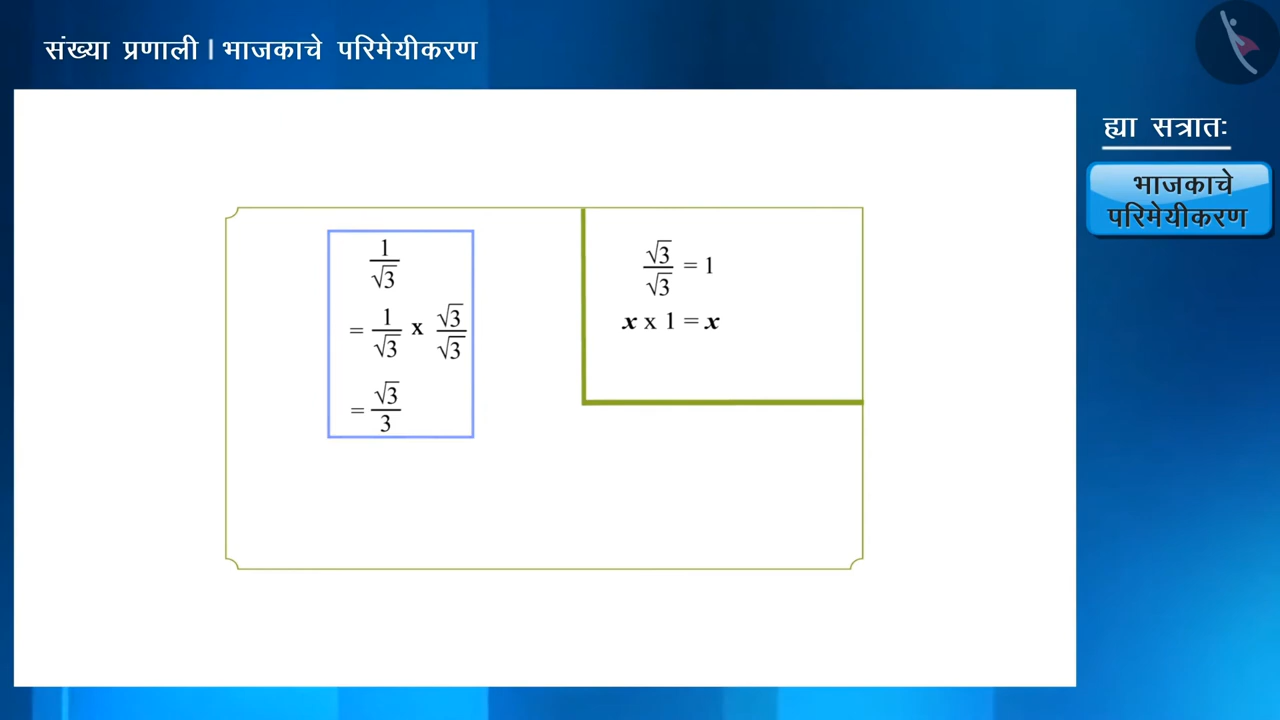 संख्या प्रणाली | भाजकाचे परिमेयीकरण
ह्या सत्रातः
भाजकाचे
परिमेयीकरण
1/√3
= 1/√3 x √3/√3
= √3/3
√3/√3 = 1
x x 1 = x